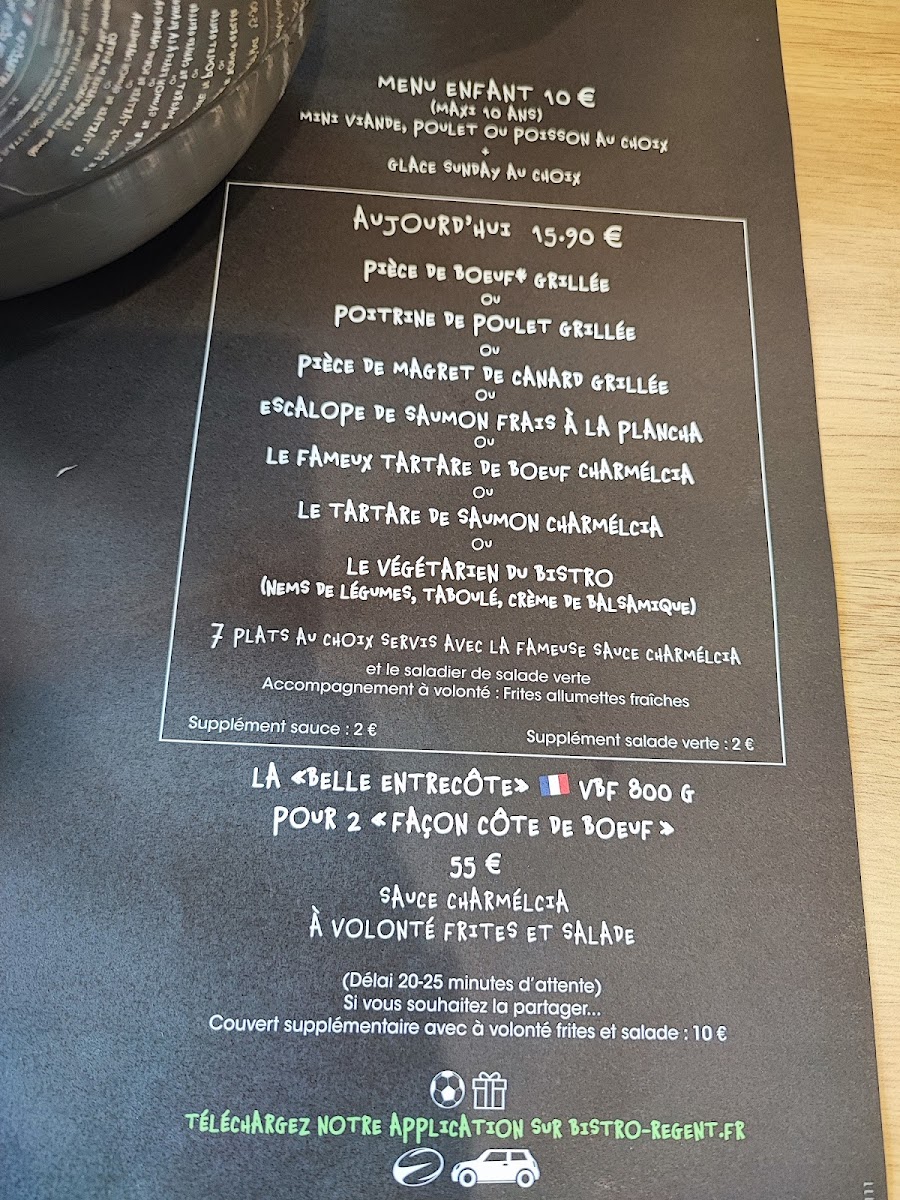 MENU ENFANT 10 €
(MAXI 10 ANS)
MINI VIANDE, POULET OU POISSON AU CHOIX
+
GLACE SUNDAY AU CHOIX
AUJOURD'HUI 15.90 €
PIÈCE DE BOEUF* GRILLÉE
OU
POITRINE DE POULET GRILLÉE
OU
PIÈCE DE MAGRET DE CANARD GRILLÉE
OU
ESCALOPE DE SAUMON FRAIS À LA PLANCHA
OU
LE FAMEUX TARTARE DE BOEUF CHARMÉLCIA
OU
LE TARTARE DE SAUMON CHARMÉLCIA
OU
LE VÉGÉTARIEN DU BISTRO
(NEMS DE LÉGUMES, TABOULÉ, CRÈME DE BALSAMIQUE)
7 PLATS AU CHOIX SERVIS AVEC LA FAMEUSE SAUCE CHARMÉLCIA
et le saladier de salade verte
Accompagnement à volonté : Frites allumettes fraîches
Supplément sauce : 2 € Supplément salade verte : 2 €
LA «BELLE ENTRECÔTE» VBF 800 G
POUR 2 « FAÇON CÔTE DE BOEUF »
55 €
SAUCE CHARMÉLCIA
À VOLONTÉ FRITES ET SALADE
(Délai 20-25 minutes d'attente)
Si vous souhaitez la partager...
Couvert supplémentaire avec à volonté frites et salade : 10 €
TÉLÉCHARGEZ NOTRE APPLICATION SUR BISTRO-REGENT.FR